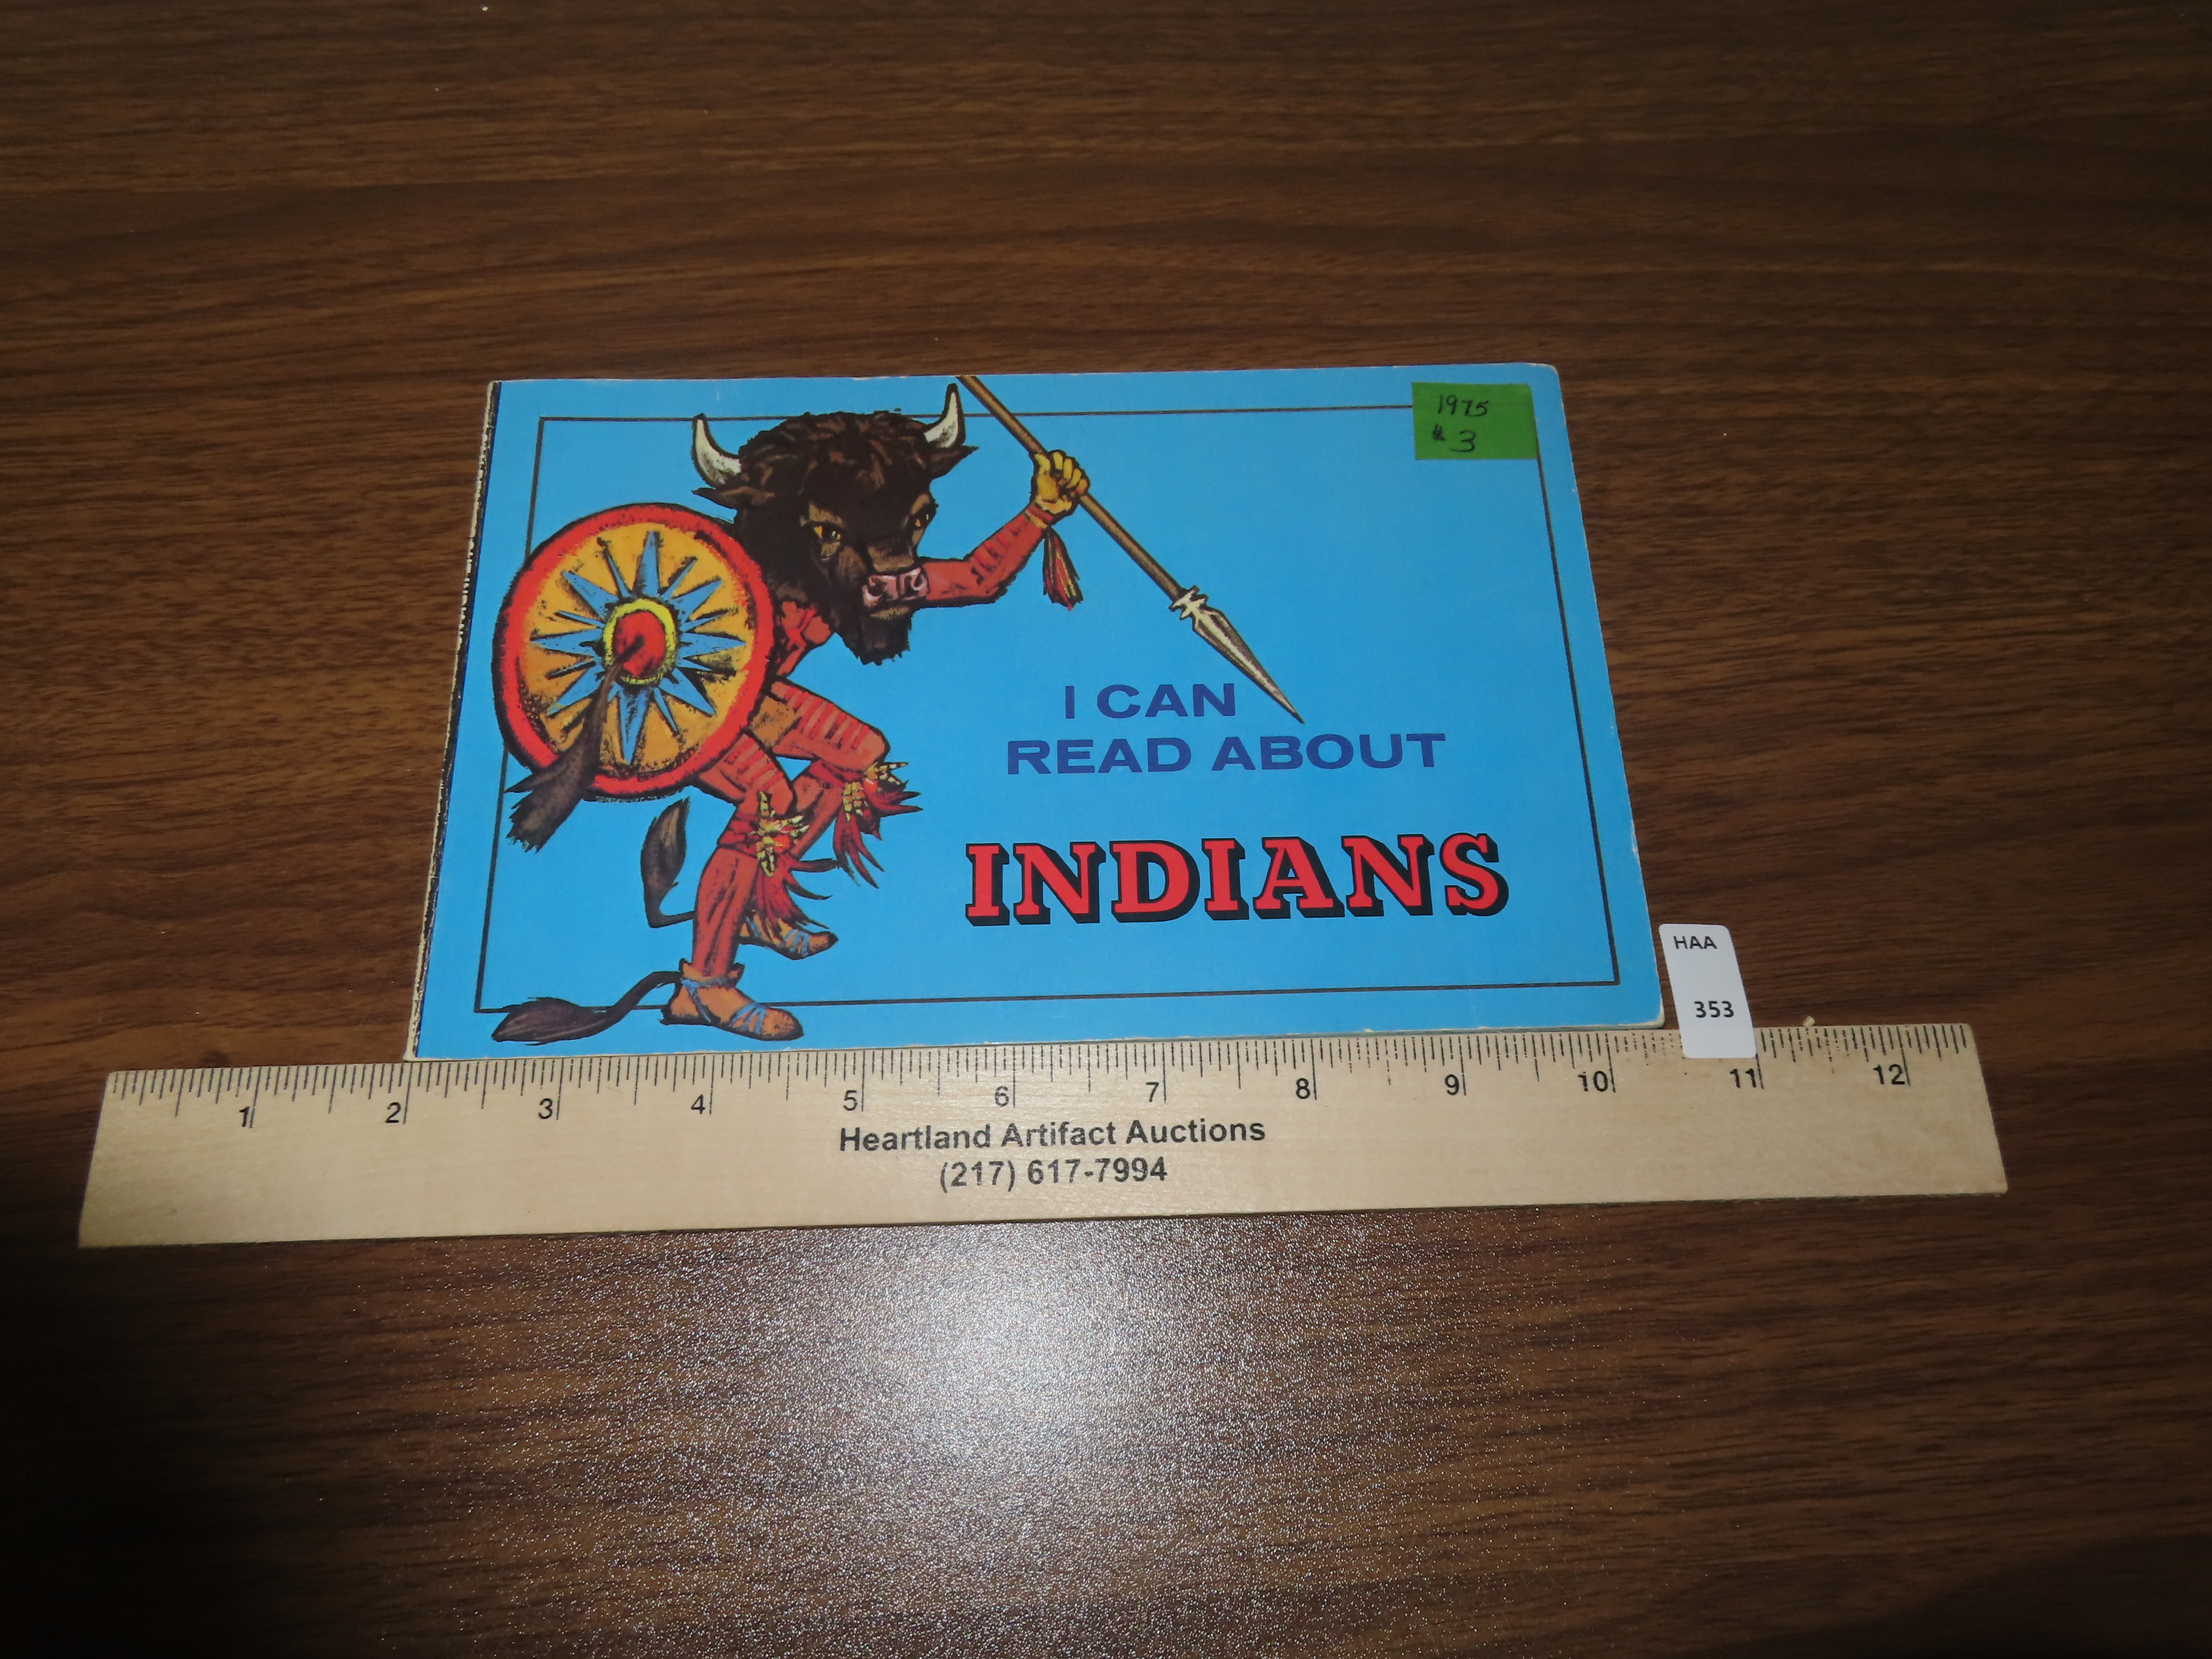 1975
$ 3
I CAN
READ ABOUT
INDIANS
HAA
353
1 2 3 4 5 6 7 8 9 10 11 12
Heartland Artifact Auctions
(217) 617-7994